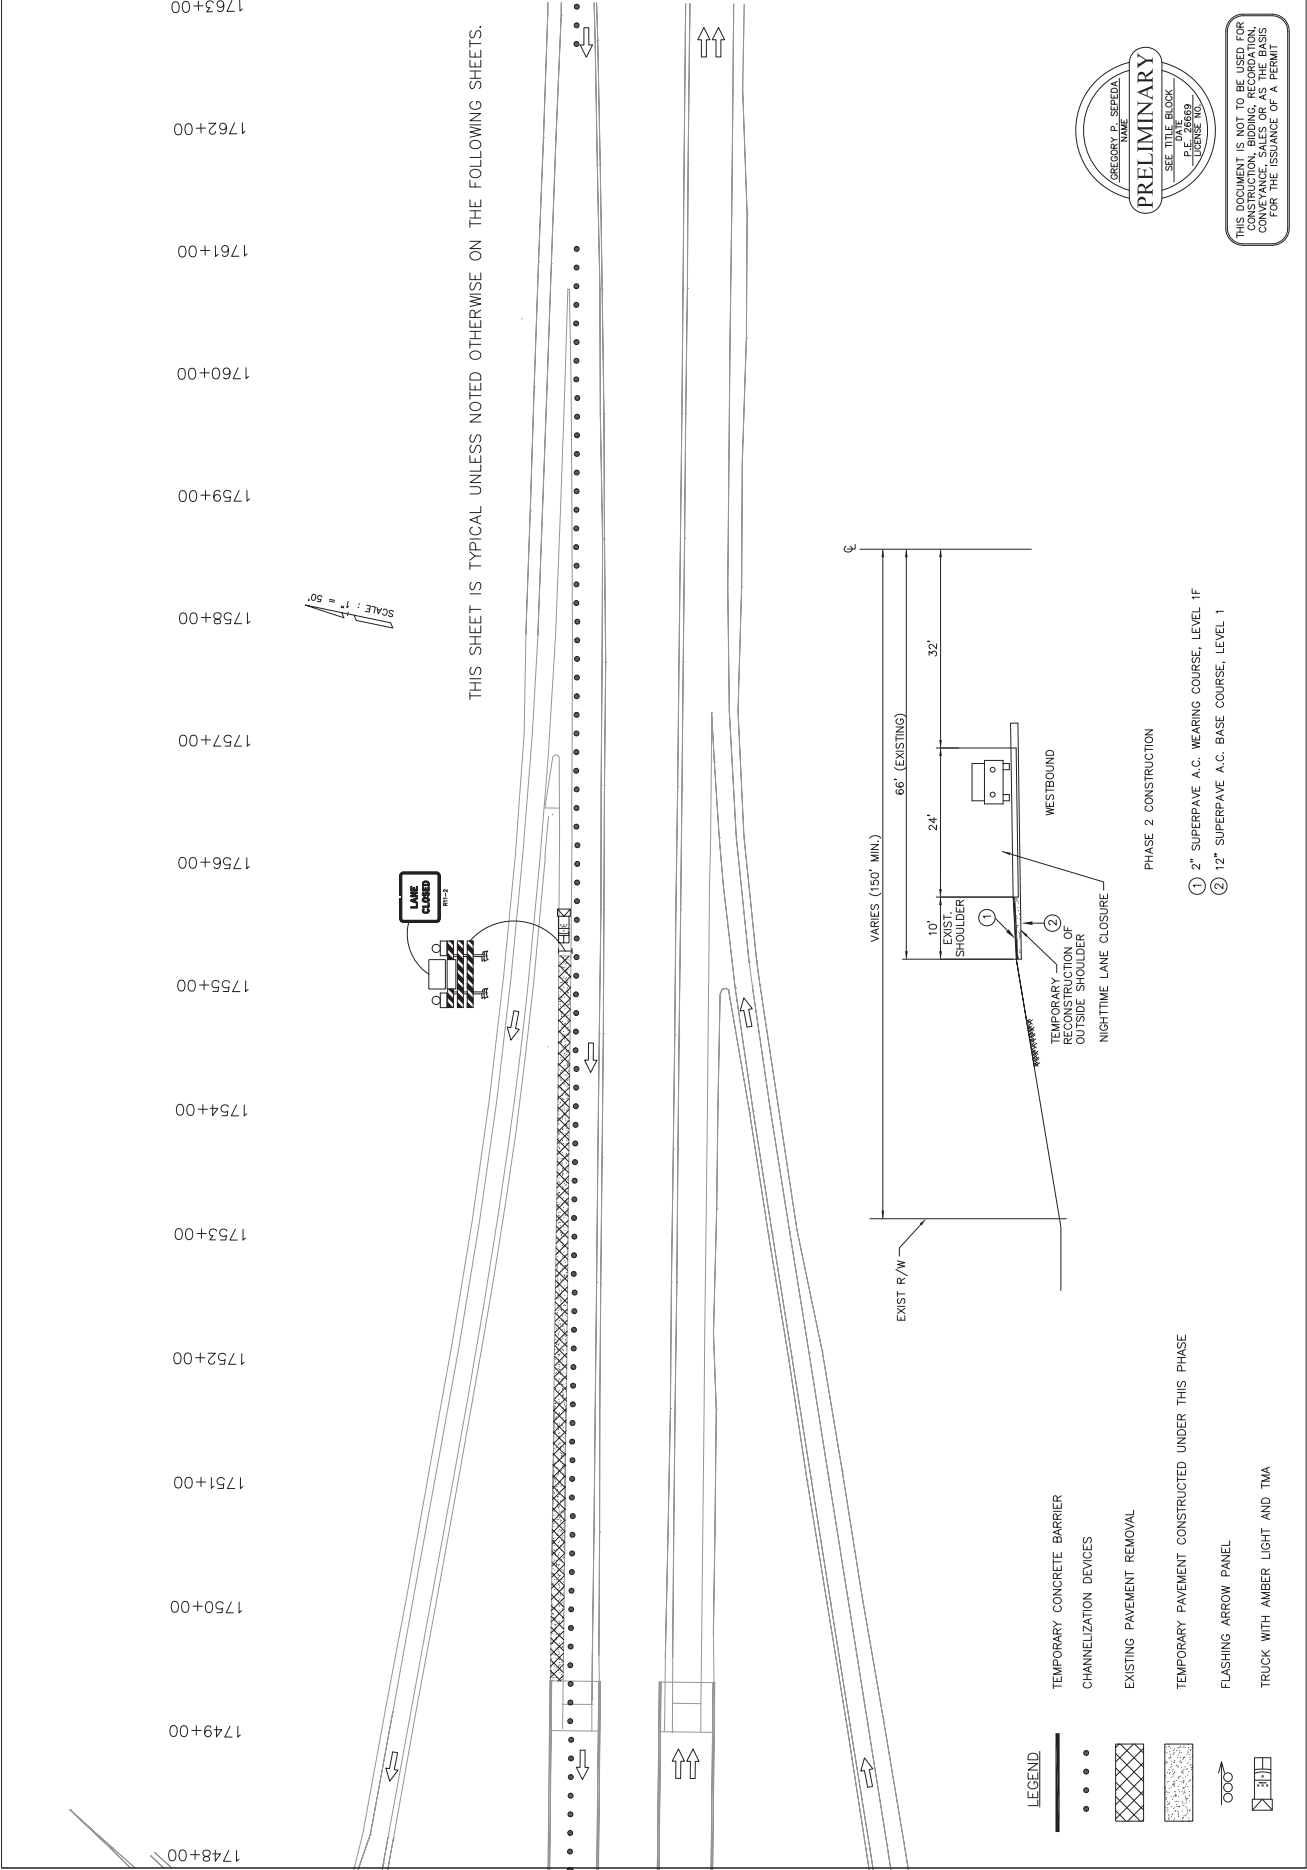 1763+00
1762+00
1761+00
1760+00
1759+00
1758+00
1757+00
1756+00
1755+00
1754+00
1753+00
1752+00
1751+00
1750+00
1749+00
1748+00
SCALE : 1" = 50'
THIS SHEET IS TYPICAL UNLESS NOTED OTHERWISE ON THE FOLLOWING SHEETS.
LANE
CLOSED
R11-2
GREGORY P. SEPEDA
NAME
PRELIMINARY
SEE TITLE BLOCK
DATE
P.E. 26669
LICENSE NO.
THIS DOCUMENT IS NOT TO BE USED FOR
CONSTRUCTION, BIDDING, RECORDATION,
CONVEYANCE, SALES OR AS THE BASIS
FOR THE ISSUANCE OF A PERMIT
℄
VARIES (150' MIN.)
66' (EXISTING)
10'
EXIST.
SHOULDER
24'
32'
EXIST R/W
1
2
TEMPORARY
RECONSTRUCTION OF
OUTSIDE SHOULDER
NIGHTTIME LANE CLOSURE
WESTBOUND
PHASE 2 CONSTRUCTION
1 2" SUPERPAVE A.C. WEARING COURSE, LEVEL 1F
2 12" SUPERPAVE A.C. BASE COURSE, LEVEL 1
LEGEND
TEMPORARY CONCRETE BARRIER
CHANNELIZATION DEVICES
EXISTING PAVEMENT REMOVAL
TEMPORARY PAVEMENT CONSTRUCTED UNDER THIS PHASE
FLASHING ARROW PANEL
TRUCK WITH AMBER LIGHT AND TMA